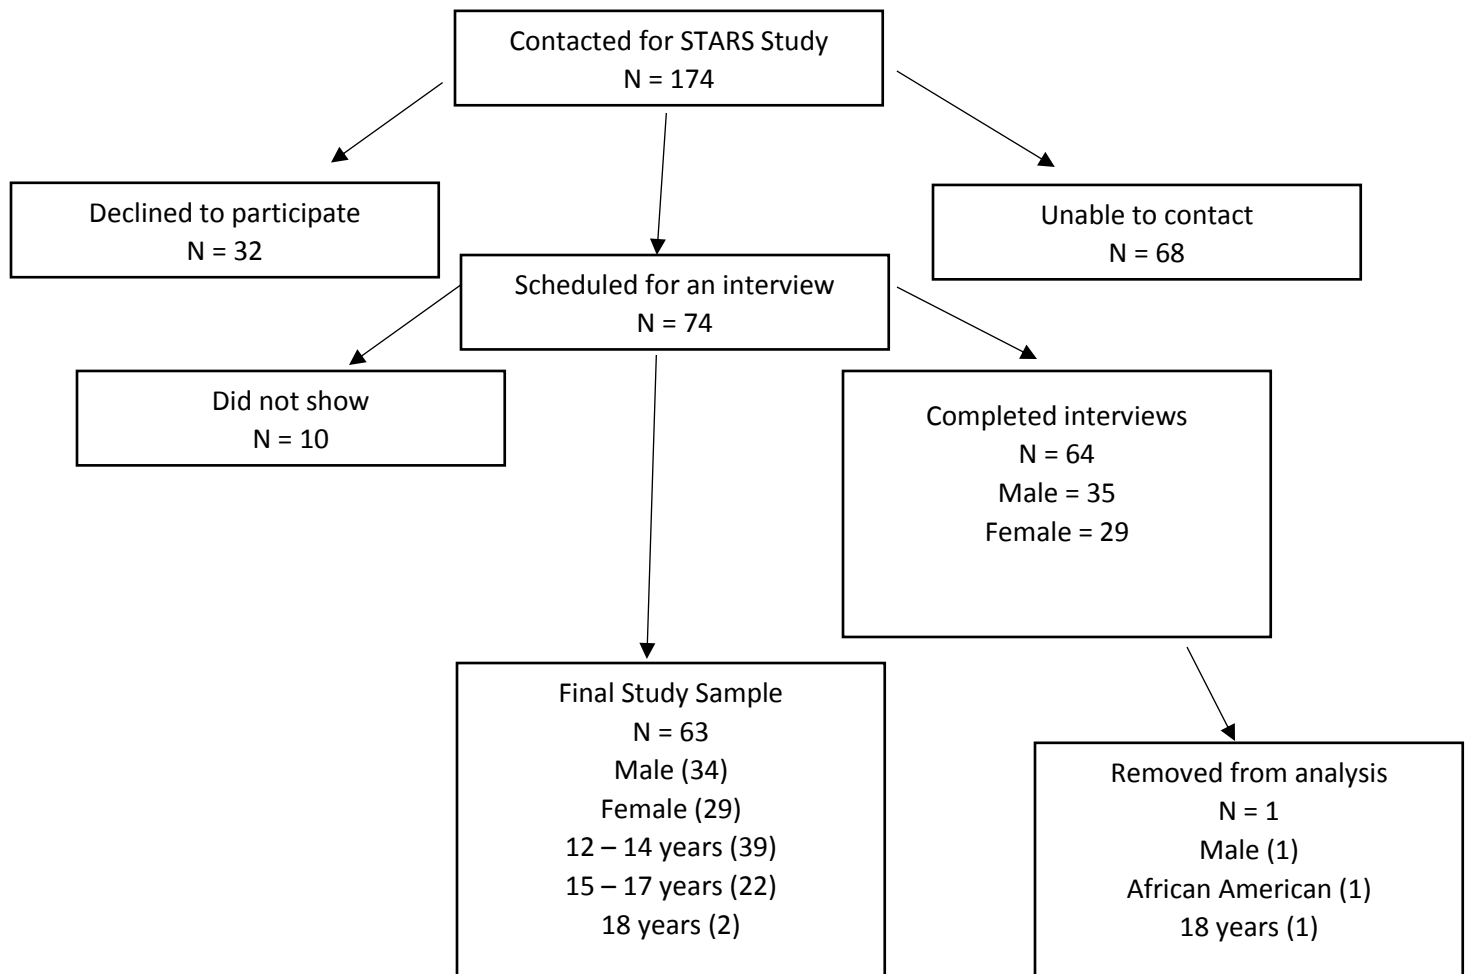 Contacted for STARS Study
N = 174
Declined to participate
N = 32
Unable to contact
N = 68
Scheduled for an interview
N = 74
Did not show
N = 10
Completed interviews
N = 64
Male = 35
Female = 29
Final Study Sample
N = 63
Male (34)
Female (29)
12 – 14 years (39)
15 – 17 years (22)
18 years (2)
Removed from analysis
N = 1
Male (1)
African American (1)
18 years (1)